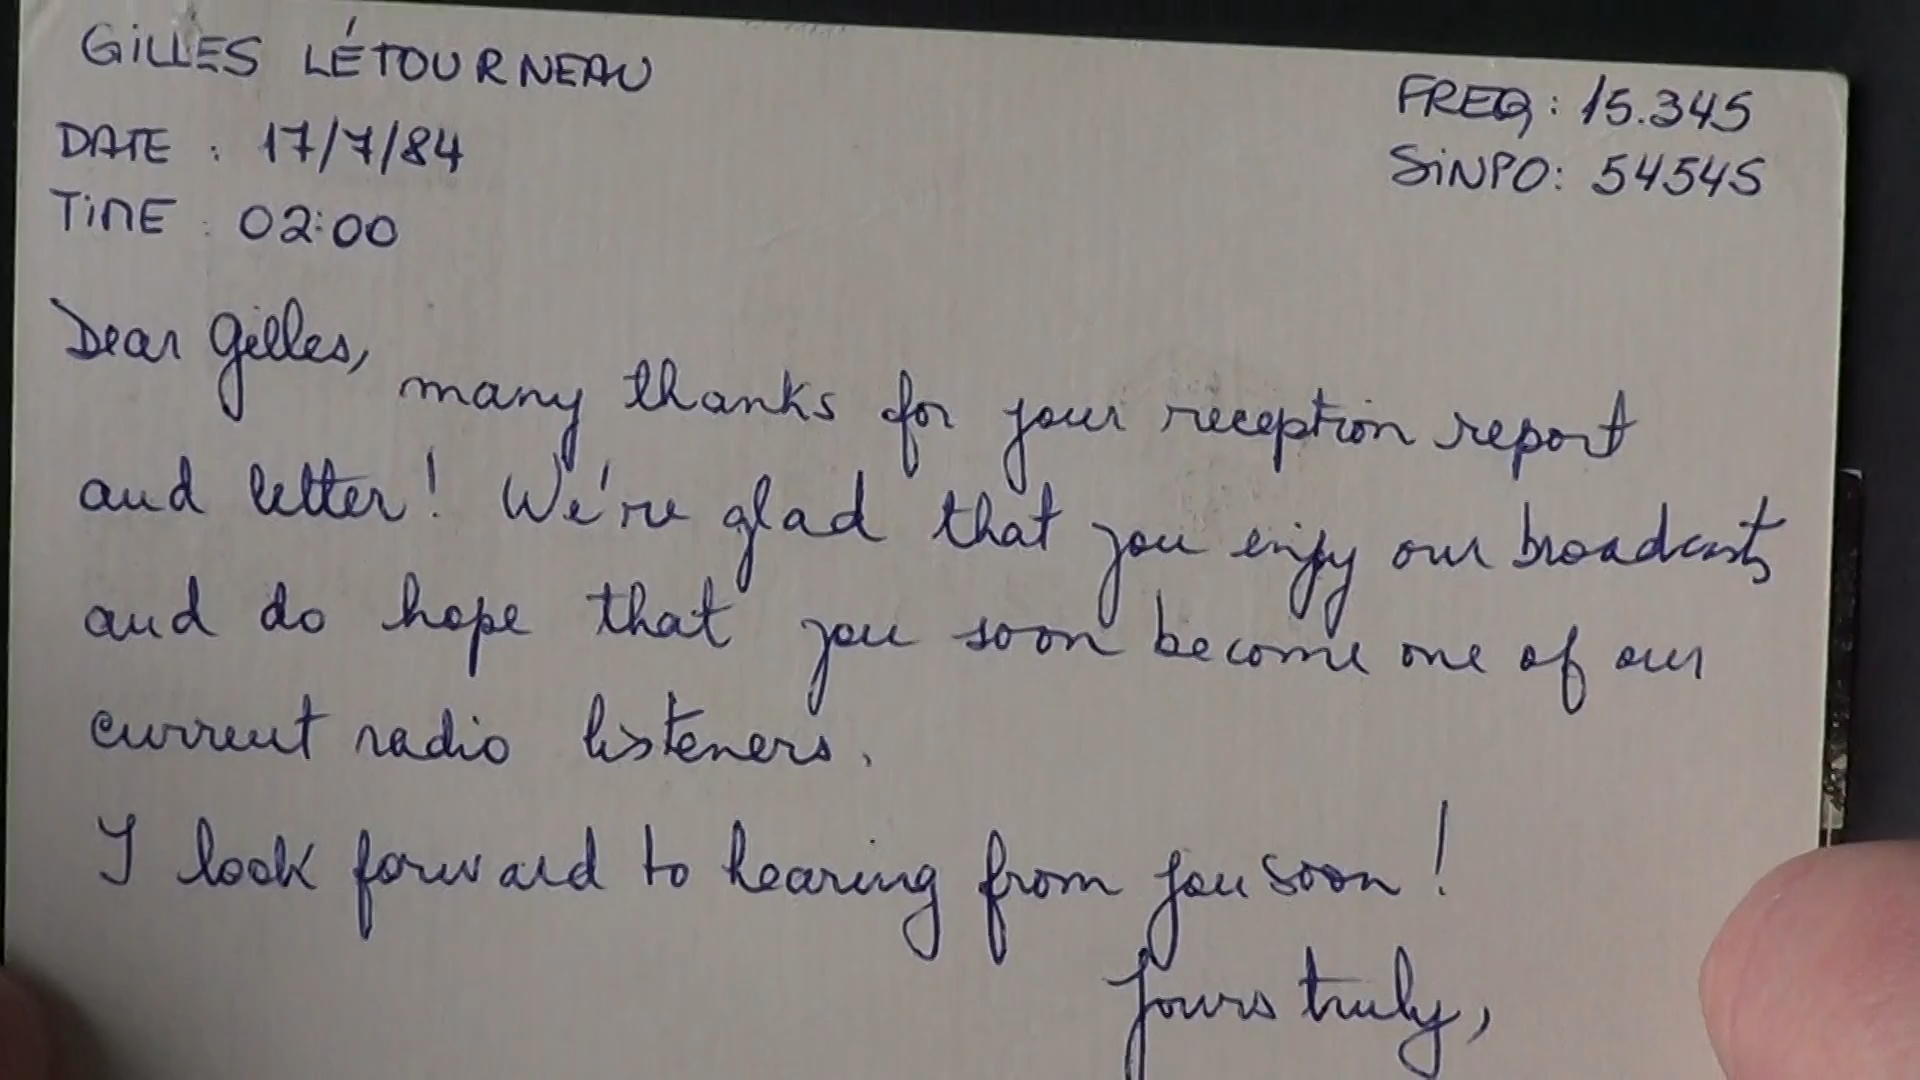 GILLES LÉTOURNEAU
FREQ: 15.345
DATE : 17/7/84
SINPO: 54545
TIME : 02:00
Dear Gilles,
many thanks for your reception report
and letter! We're glad that you enjoy our broadcasts
and do hope that you soon become one of our
current radio listeners.
I look forward to hearing from you soon!
Yours truly,